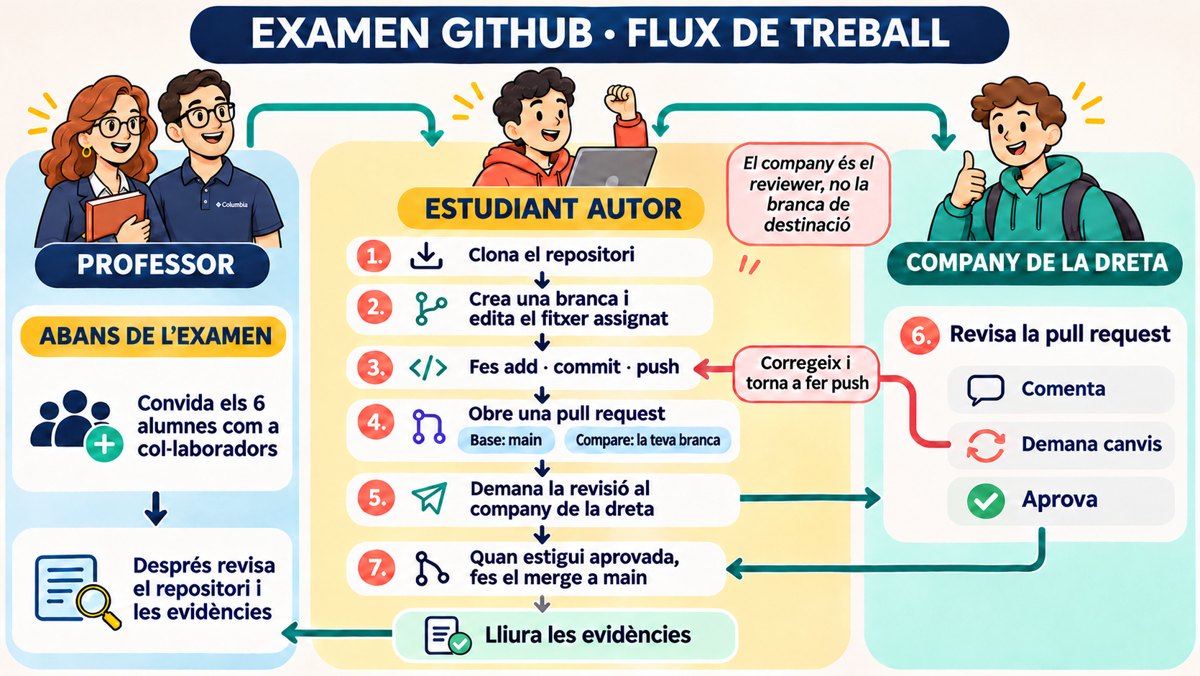 EXAMEN GITHUB · FLUX DE TREBALL
Columbia
PROFESSOR
ABANS DE L'EXAMEN
Convida els 6
alumnes com a
col·laboradors
Després revisa
el repositori i
les evidències
ESTUDIANT AUTOR
1. Clona el repositori
2. Crea una branca i
edita el fitxer assignat
3. Fes add · commit · push
4. Obre una pull request
Base: main
Compare: la teva branca
5. Demana la revisió al
company de la dreta
7. Quan estigui aprovada,
fes el merge a main
Lliura les evidències
El company és el
reviewer, no la
branca de
destinació
Corregeix i
torna a fer push
COMPANY DE LA DRETA
6. Revisa la pull request
Comenta
Demana canvis
Aprova